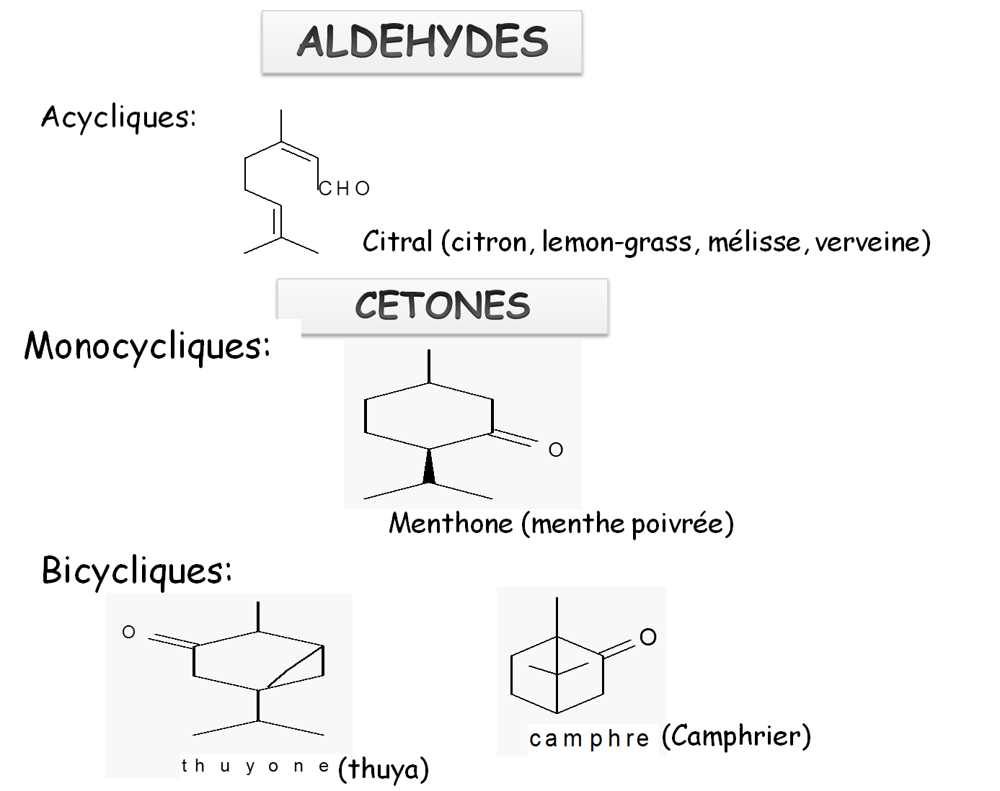 ALDEHYDES
Acycliques:
CHO
Citral (citron, lemon-grass, mélisse, verveine)
CETONES
Monocycliques:
O
Menthone (menthe poivrée)
Bicycliques:
O
O
camphre (Camphrier)
thuyone (thuya)